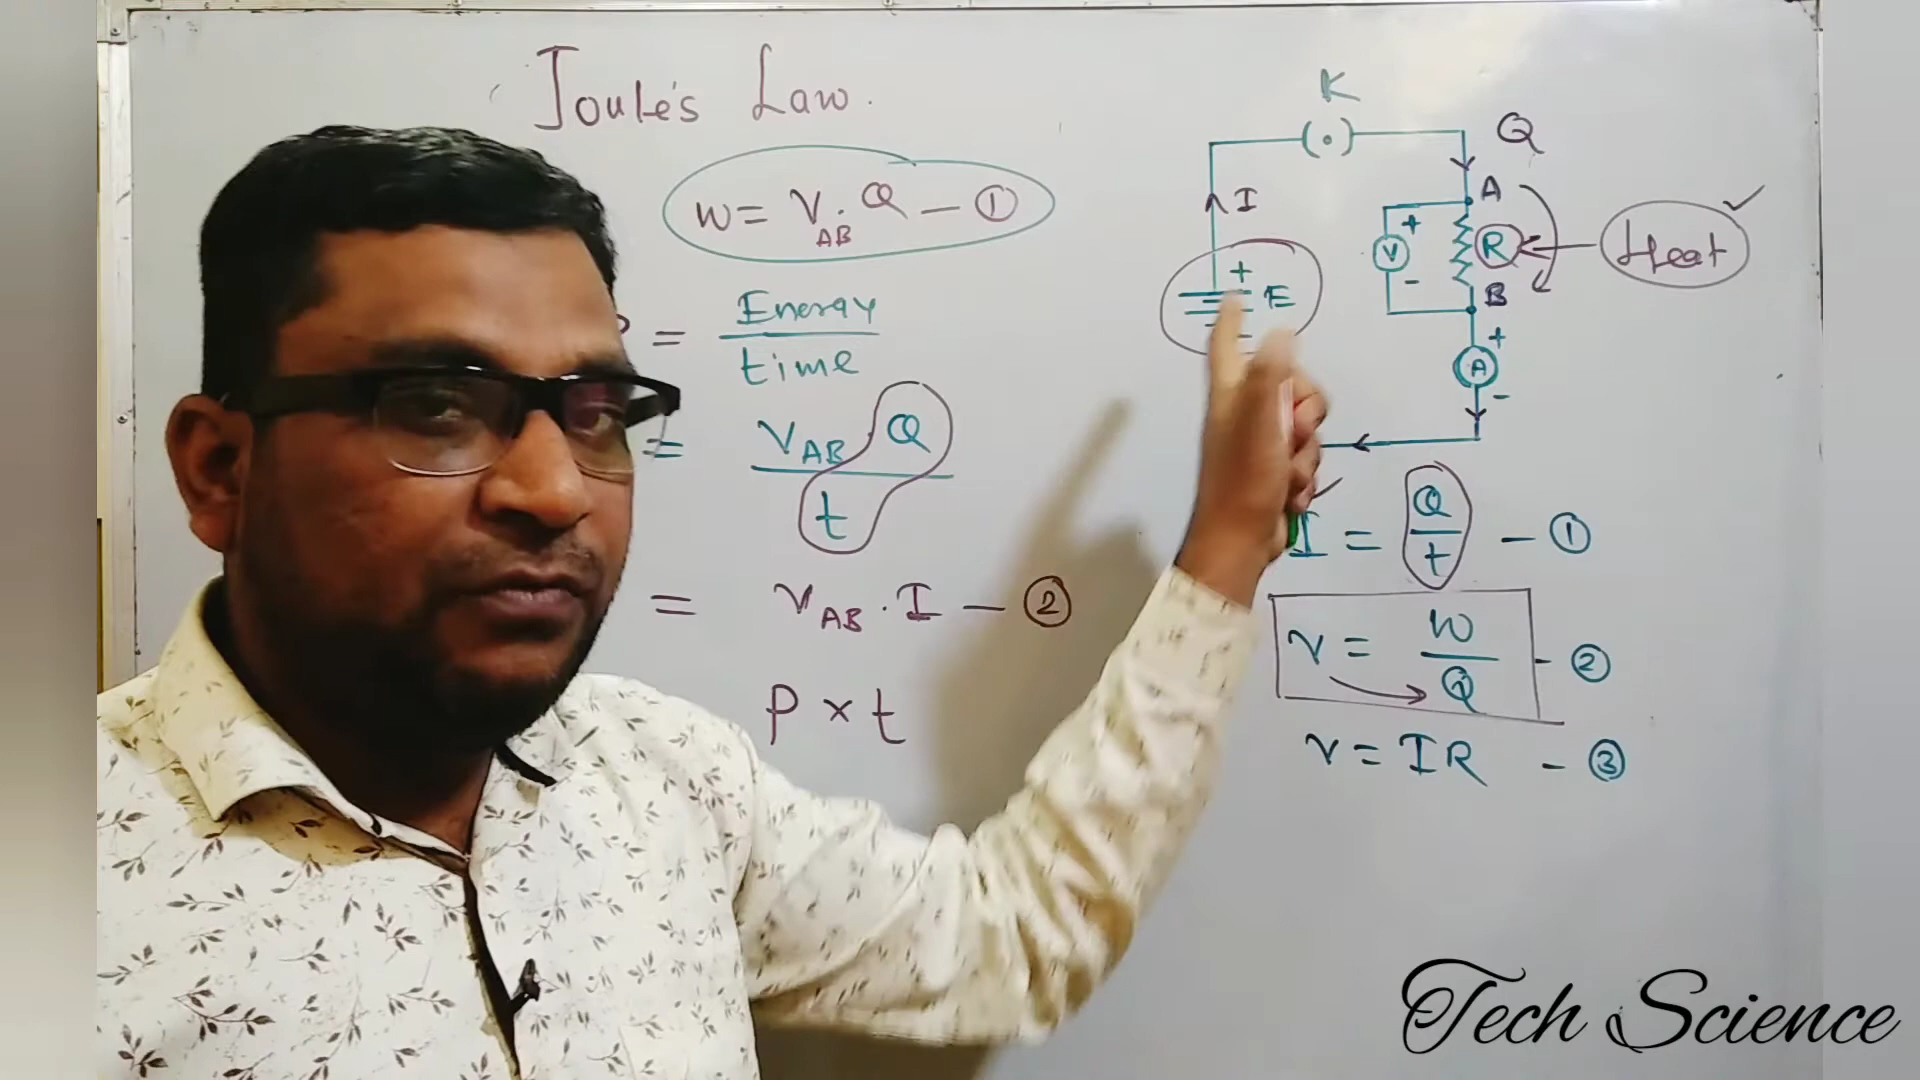 Joule's Law.
W = V_AB . Q — ①
= Energy / time
= V_AB . Q / t
= V_AB . I — ②
P × t
K
Q
I
A
+
V
-
R
Heat
B
+
E
+
A
-
I = Q / t — ①
V = W / Q - ②
V = IR - ③
Tech Science